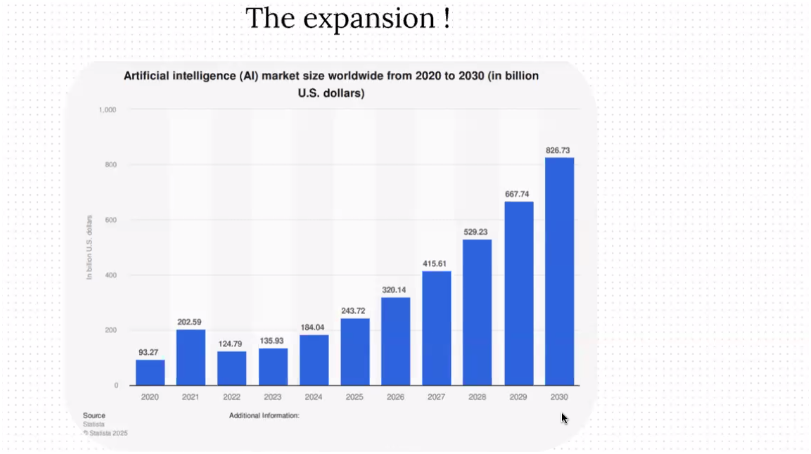 The expansion !
Artificial intelligence (AI) market size worldwide from 2020 to 2030 (in billion
U.S. dollars)
In billion U.S. dollars
1,000
800
600
400
200
0
93.27
202.59
124.79
135.93
184.04
243.72
320.14
415.61
529.23
667.74
826.73
2020 2021 2022 2023 2024 2025 2026 2027 2028 2029 2030
Source
Statista
© Statista 2025
Additional Information: